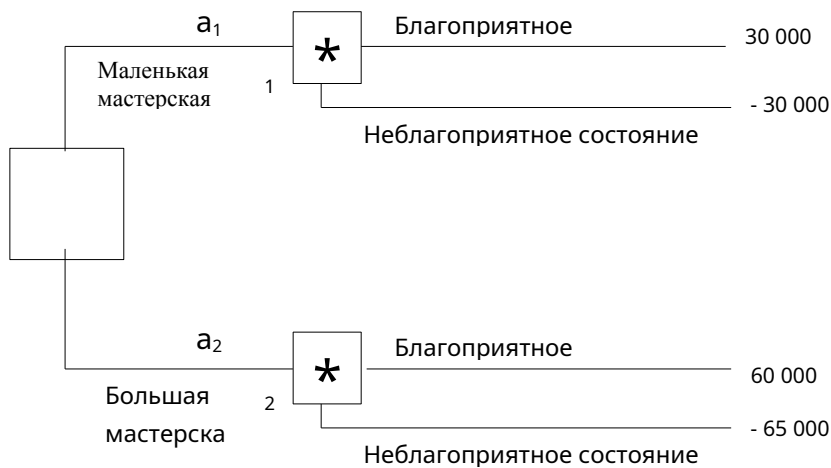 a₁
Благоприятное
30 000
*
Маленькая
мастерская
1
- 30 000
Неблагоприятное состояние
a₂
Благоприятное
*
60 000
Большая
мастерска
2
- 65 000
Неблагоприятное состояние